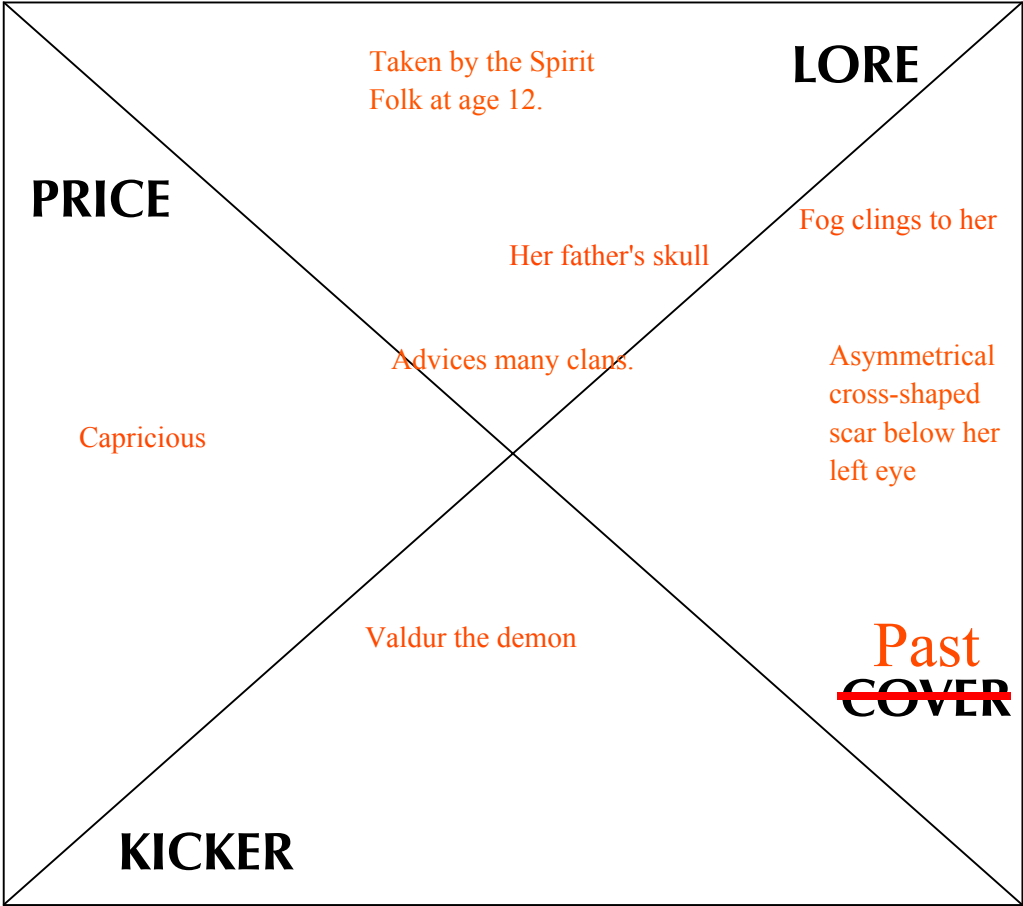 Taken by the Spirit
Folk at age 12.
LORE
PRICE
Fog clings to her
Her father's skull
Advices many clans.
Asymmetrical
cross-shaped
scar below her
left eye
Capricious
Valdur the demon
Past
COVER
KICKER